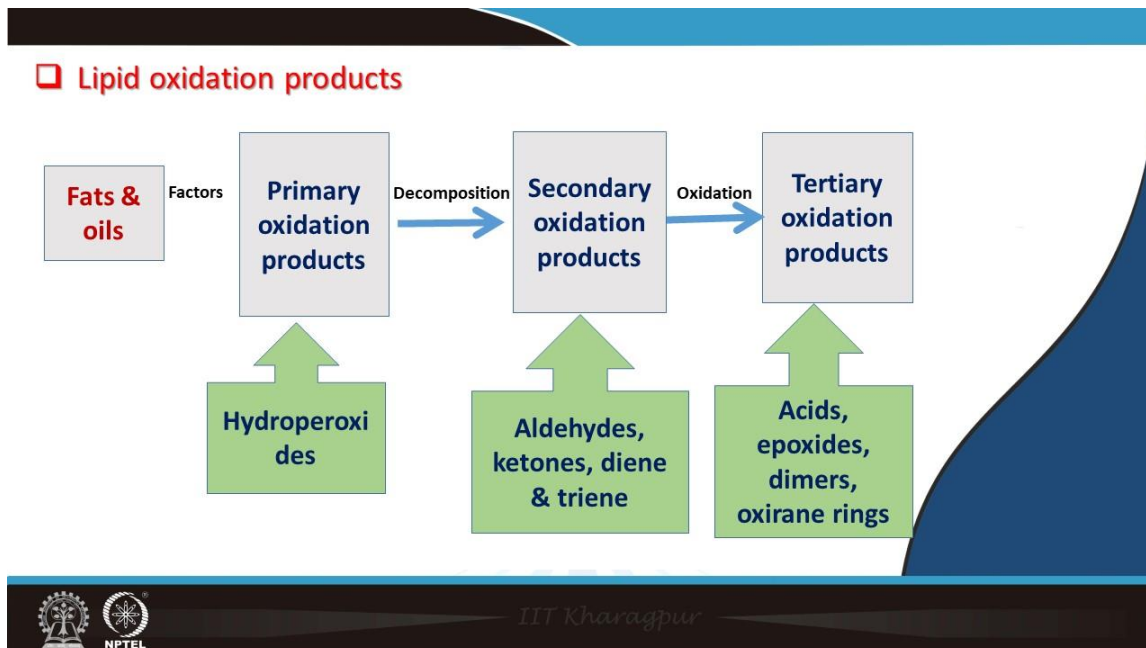 Lipid oxidation products
Fats &
oils
Factors
Primary
oxidation
products
Decomposition
Secondary
oxidation
products
Oxidation
Tertiary
oxidation
products
Hydroperoxi
des
Aldehydes,
ketones, diene
& triene
Acids,
epoxides,
dimers,
oxirane rings
IIT Kharagpur
NPTEL